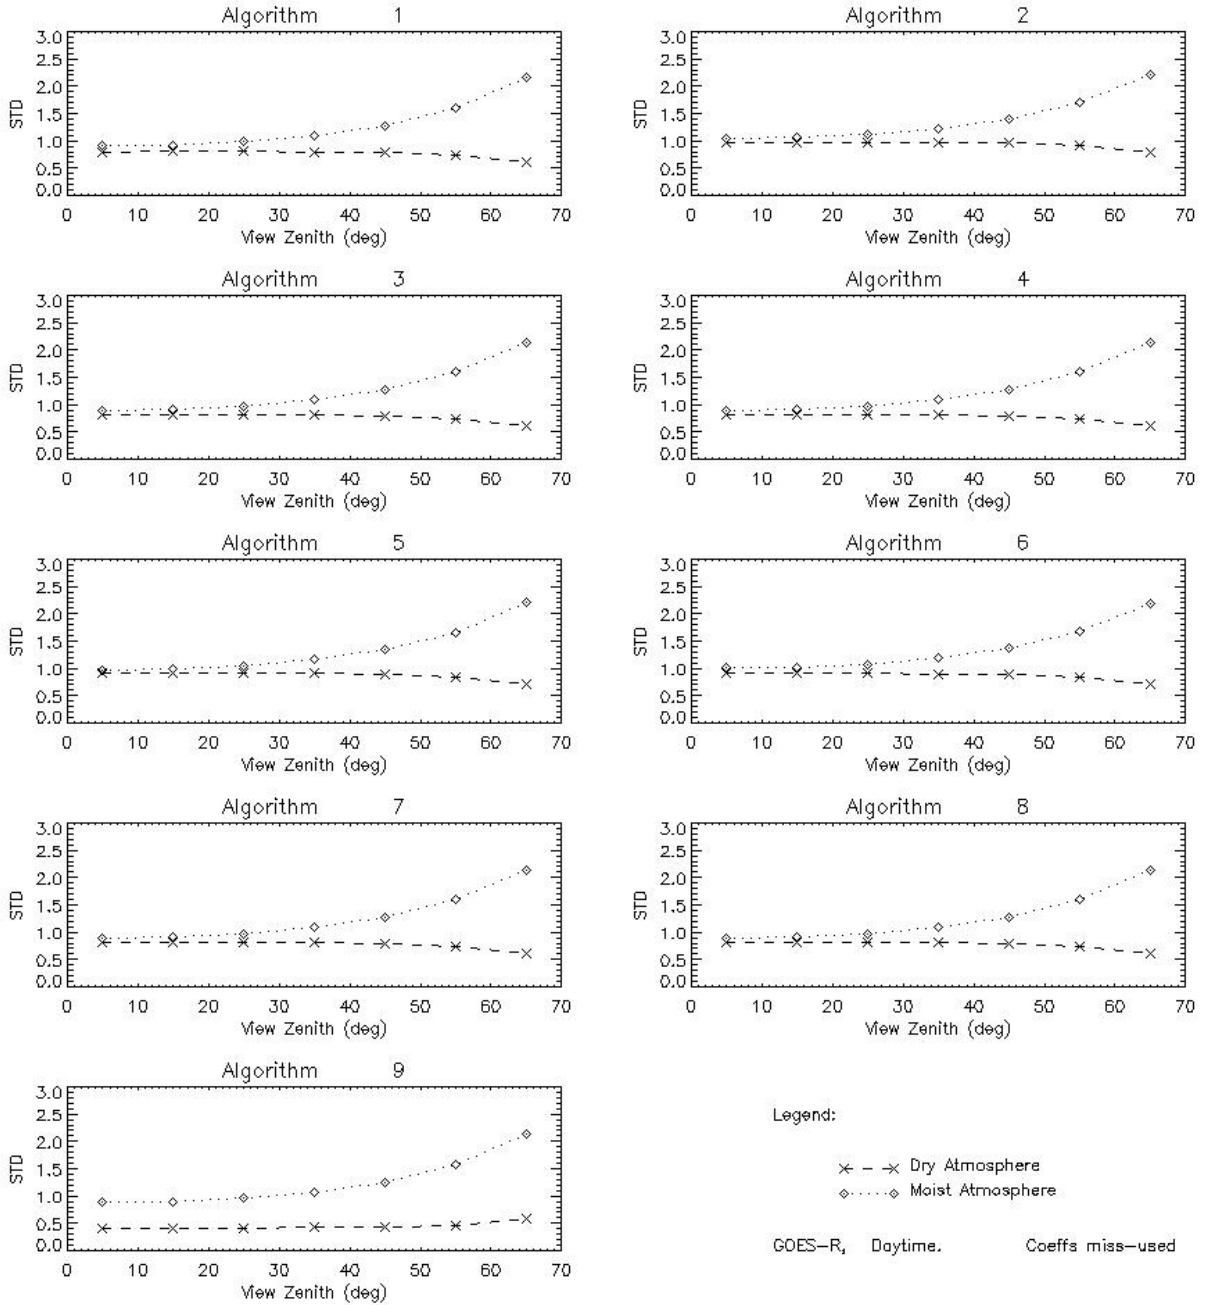 Algorithm 1
3.0
2.5
2.0
1.5
1.0
0.5
0.0
STD
0 10 20 30 40 50 60 70
View Zenith (deg)
Algorithm 2
3.0
2.5
2.0
1.5
1.0
0.5
0.0
STD
0 10 20 30 40 50 60 70
View Zenith (deg)
Algorithm 3
3.0
2.5
2.0
1.5
1.0
0.5
0.0
STD
0 10 20 30 40 50 60 70
View Zenith (deg)
Algorithm 4
3.0
2.5
2.0
1.5
1.0
0.5
0.0
STD
0 10 20 30 40 50 60 70
View Zenith (deg)
Algorithm 5
3.0
2.5
2.0
1.5
1.0
0.5
0.0
STD
0 10 20 30 40 50 60 70
View Zenith (deg)
Algorithm 6
3.0
2.5
2.0
1.5
1.0
0.5
0.0
STD
0 10 20 30 40 50 60 70
View Zenith (deg)
Algorithm 7
3.0
2.5
2.0
1.5
1.0
0.5
0.0
STD
0 10 20 30 40 50 60 70
View Zenith (deg)
Algorithm 8
3.0
2.5
2.0
1.5
1.0
0.5
0.0
STD
0 10 20 30 40 50 60 70
View Zenith (deg)
Algorithm 9
3.0
2.5
2.0
1.5
1.0
0.5
0.0
STD
0 10 20 30 40 50 60 70
View Zenith (deg)
Legend:
Dry Atmosphere
Moist Atmosphere
GOES-R, Daytime. Coeffs miss-used